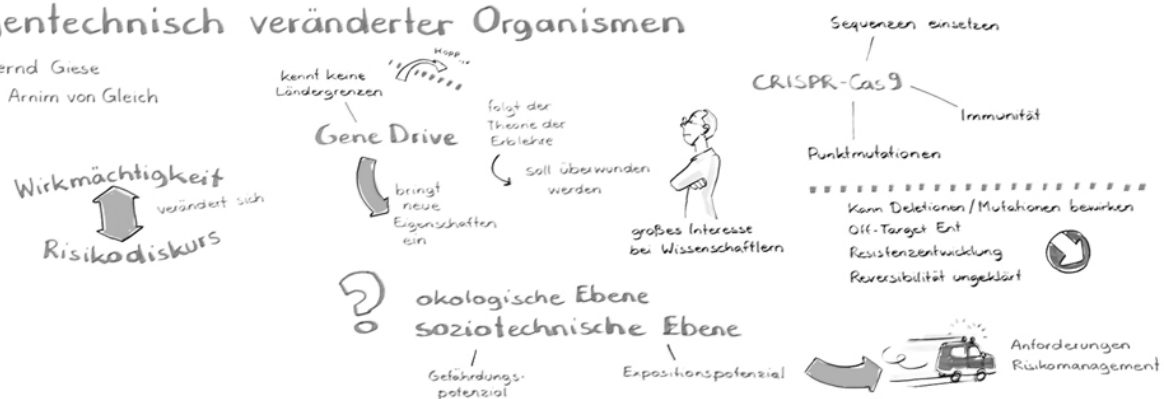 entechnisch veränderter Organismen
ernd Giese
Arnim von Gleich
Wirkmächtigkeit
verändert sich
Risikodiskurs
kennt keine
Ländergrenzen
Hopp...
Gene Drive
folgt der
Theorie der
Erblehre
soll überwunden
werden
bringt
neue
Eigenschaften
ein
großes Interesse
bei Wissenschaftlern
Sequenzen einsetzen
CRISPR-Cas9
Immunität
Punktmutationen
Kann Deletionen/Mutationen bewirken
Off-Target Ent
Resistenzentwicklung
Reversibilität ungeklärt
?
ökologische Ebene
soziotechnische Ebene
Gefährdungs-
potenzial
Expositionspotenzial
Anforderungen
Risikomanagement